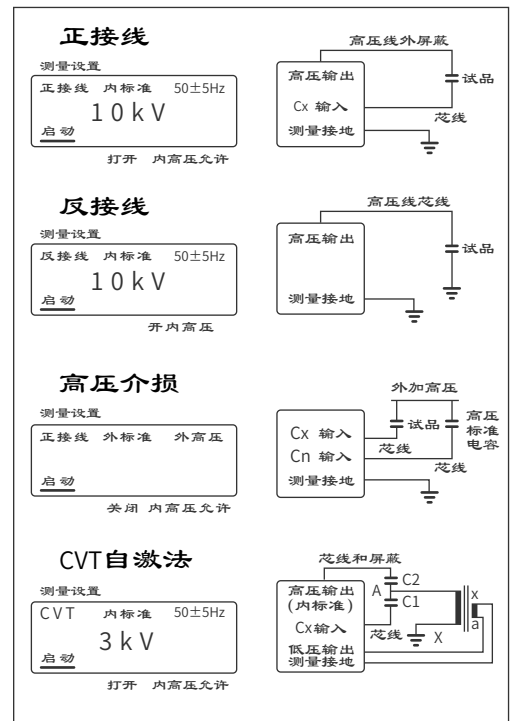 正接线
测量设置
正接线 内标准 50±5Hz
10kV
启动
打开 内高压允许
高压线外屏蔽
高压输出
试品
Cx 输入
芯线
测量接地
反接线
测量设置
反接线 内标准 50±5Hz
10kV
启动
开内高压
高压线芯线
高压输出
试品
测量接地
高压介损
测量设置
正接线 外标准 外高压
启动
关闭 内高压允许
外加高压
Cx 输入
试品
高压
标准
电容
芯线
Cn 输入
芯线
测量接地
CVT自激法
测量设置
CVT 内标准 50±5Hz
3kV
启动
打开 内高压允许
芯线和屏蔽
高压输出
(内标准)
A
C2
C1
x
Cx输入
芯线
X
a
低压输出
测量接地